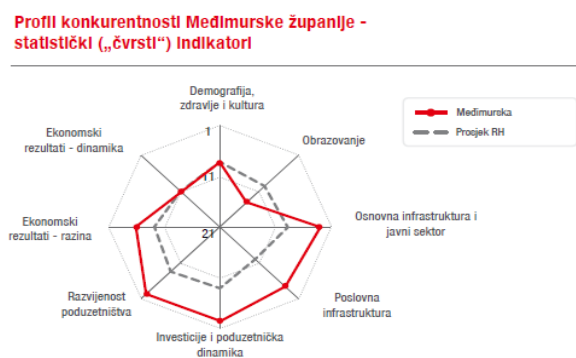 Profil konkurentnosti Međimurske županije -
statistički („čvrsti“) indikatori
Demografija,
zdravlje i kultura
Ekonomski
rezultati - dinamika
1
Obrazovanje
Međimurska
Prosjek RH
11
Ekonomski
rezultati - razina
21
Osnovna infrastruktura i
javni sektor
Razvijenost
poduzetništva
Poslovna
infrastruktura
Investicije i poduzetnička
dinamika